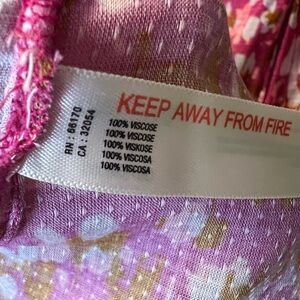 KEEP AWAY FROM FIRE
RN : 66170
CA : 32054
100% VISCOSE
100% VISCOSE
100% VISKOSE
100% VISCOSA
100% VISCOSA